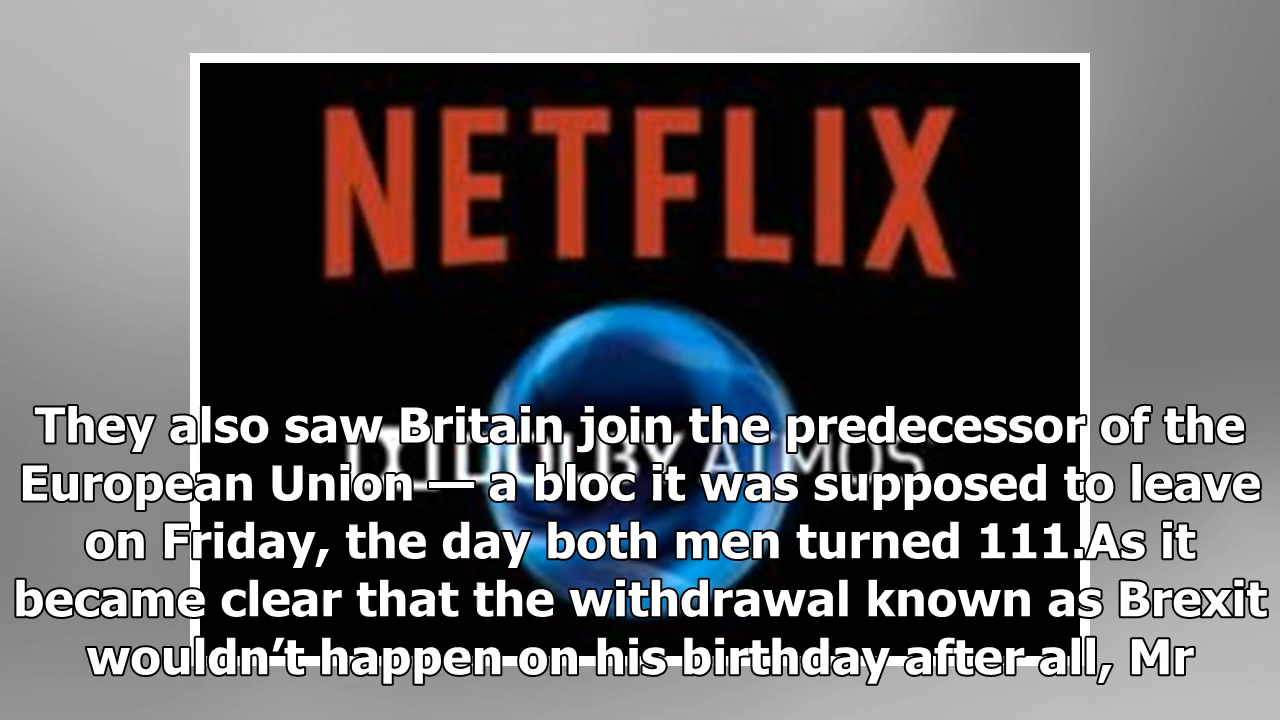 NETFLIX
DOLBY ATMOS
They also saw Britain join the predecessor of the
European Union — a bloc it was supposed to leave
on Friday, the day both men turned 111.As it
became clear that the withdrawal known as Brexit
wouldn’t happen on his birthday after all, Mr